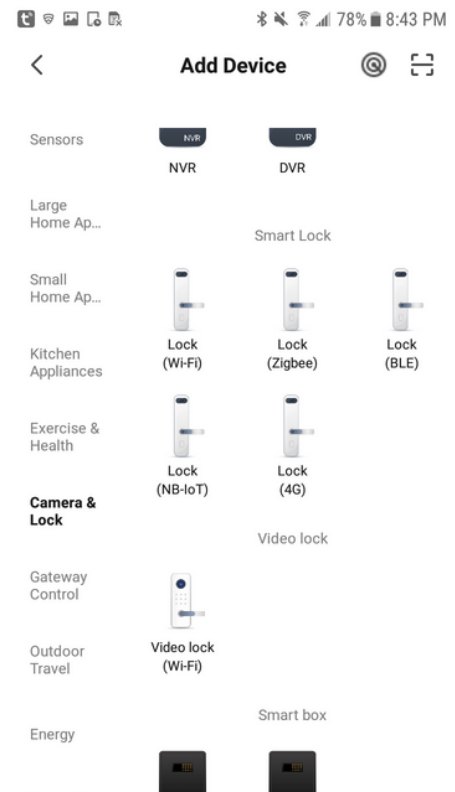 78% 8:43 PM
Add Device
Sensors
Large
Home Ap...
Small
Home Ap...
Kitchen
Appliances
Exercise &
Health
Camera &
Lock
Gateway
Control
Outdoor
Travel
Energy
NVR
DVR
NVR
DVR
Smart Lock
Lock
(Wi-Fi)
Lock
(Zigbee)
Lock
(BLE)
Lock
(NB-IoT)
Lock
(4G)
Video lock
Video lock
(Wi-Fi)
Smart box